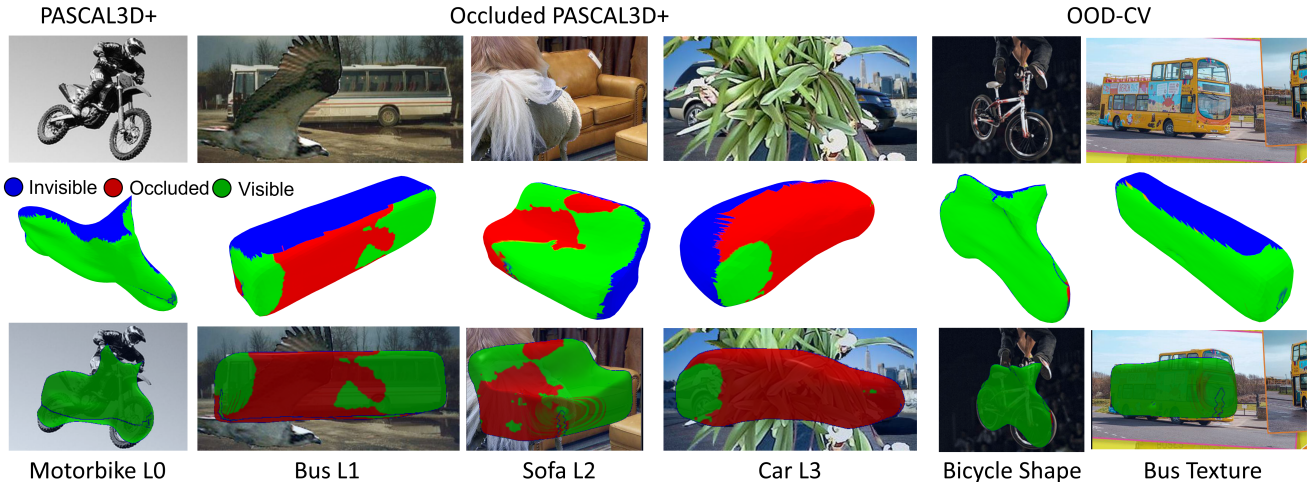 PASCAL3D+
Occluded PASCAL3D+
OOD-CV
Invisible
Occluded
Visible
Motorbike L0
Bus L1
Sofa L2
Car L3
Bicycle Shape
Bus Texture